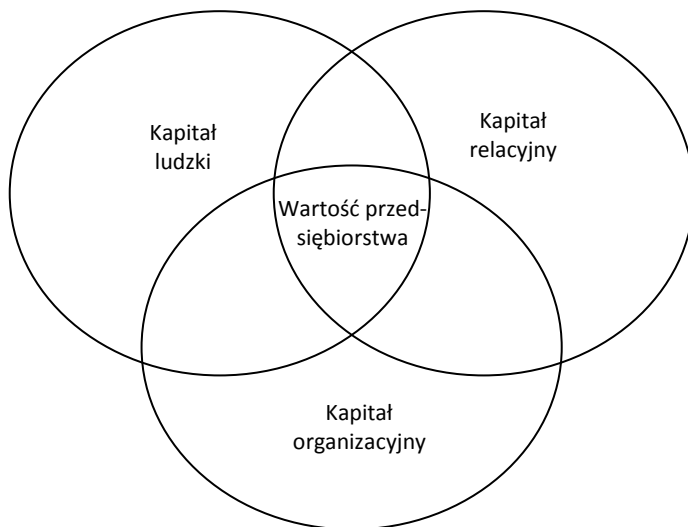 Kapitał
ludzki
Kapitał
relacyjny
Wartość przed-
siębiorstwa
Kapitał
organizacyjny